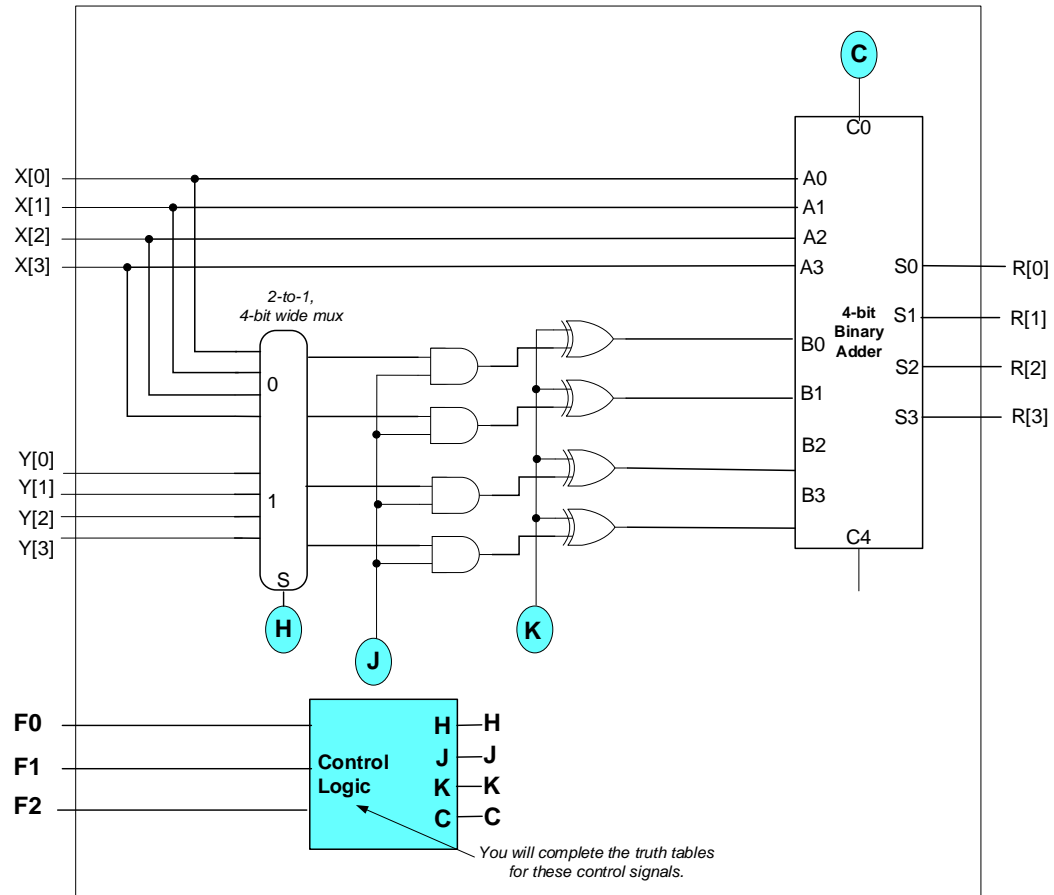 C
C0
X[0]
A0
X[1]
A1
X[2]
A2
X[3]
A3
S0
R[0]
2-to-1,
4-bit wide mux
4-bit
Binary
Adder
S1
R[1]
B0
0
S2
R[2]
B1
S3
R[3]
B2
Y[0]
Y[1]
1
B3
Y[2]
Y[3]
C4
S
H
K
J
F0
H
H
F1
Control
Logic
J
J
K
K
F2
C
C
You will complete the truth tables
for these control signals.